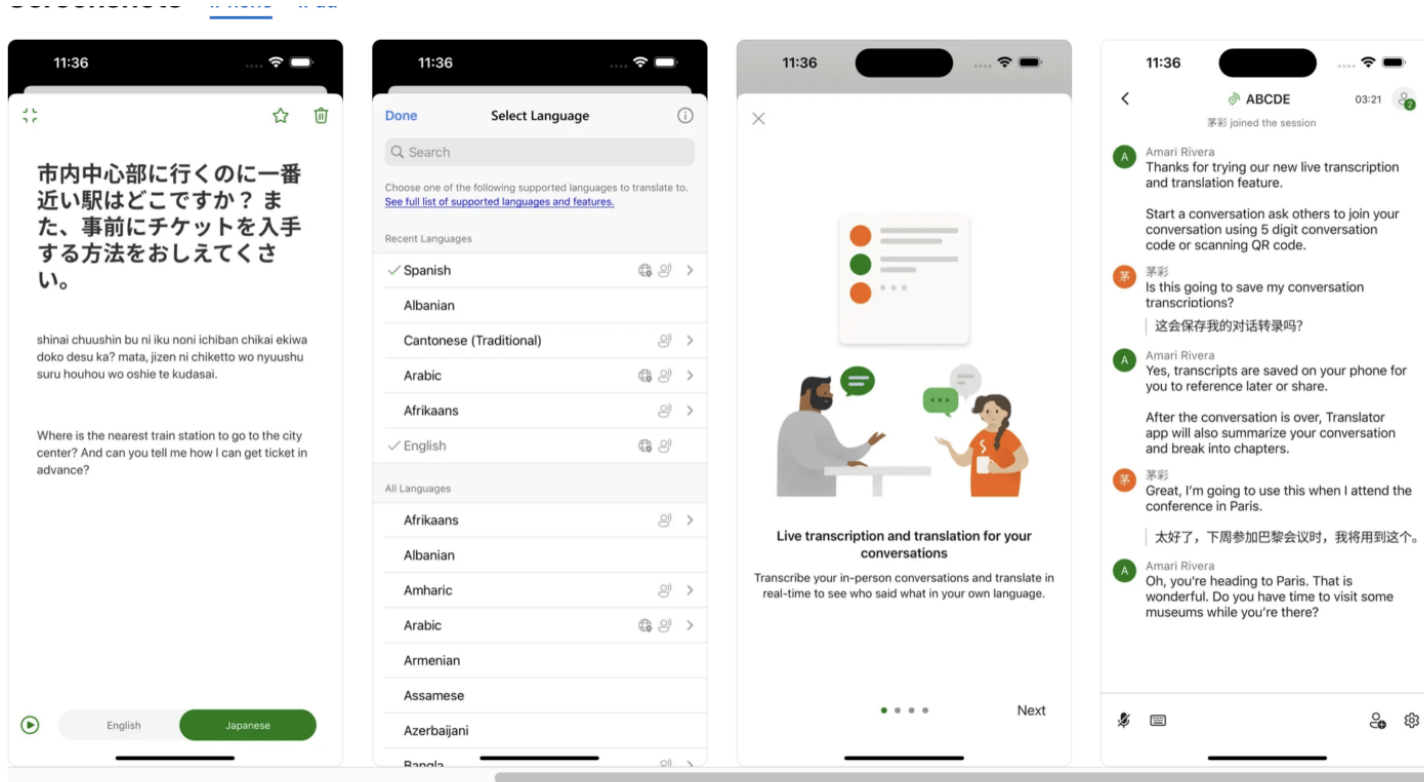 11:36
市内中心部に行くのに一番
近い駅はどこですか？ ま
た、事前にチケットを入手
する方法をおしえてくさ
い。
shinai chuushin bu ni iku noni ichiban chikai ekiwa
doko desu ka? mata, jizen ni chiketto wo nyuushu
suru houhou wo oshie te kudasai.
Where is the nearest train station to go to the city
center? And can you tell me how I can get ticket in
advance?
English
Japanese
11:36
Done
Select Language
Search
Choose one of the following supported languages to translate to.
See full list of supported languages and features.
Recent Languages
Spanish
Albanian
Cantonese (Traditional)
Arabic
Afrikaans
English
All Languages
Afrikaans
Albanian
Amharic
Arabic
Armenian
Assamese
Azerbaijani
Bangla
11:36
Live transcription and translation for your
conversations
Transcribe your in-person conversations and translate in
real-time to see who said what in your own language.
Next
11:36
ABCDE
03:21
2
茅彩 joined the session
A
Amari Rivera
Thanks for trying our new live transcription
and translation feature.
Start a conversation ask others to join your
conversation using 5 digit conversation
code or scanning QR code.
茅
茅彩
Is this going to save my conversation
transcriptions?
这会保存我的对话转录吗?
A
Amari Rivera
Yes, transcripts are saved on your phone for
you to reference later or share.
After the conversation is over, Translator
app will also summarize your conversation
and break into chapters.
茅
茅彩
Great, I'm going to use this when I attend the
conference in Paris.
太好了，下周参加巴黎会议时，我将用到这个。
A
Amari Rivera
Oh, you're heading to Paris. That is
wonderful. Do you have time to visit some
museums while you're there?